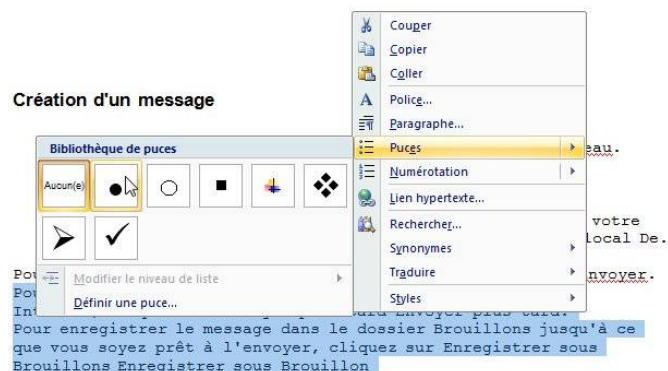 Couper
Copier
Coller
Création d'un message
Police...
Paragraphe...
Bibliothèque de puces
Puces
eau.
Aucun(e)
Numérotation
Lien hypertexte...
Rechercher...
votre
Synonymes
local De.
Modifier le niveau de liste
Traduire
Po
nvoyer.
Définir une puce...
Styles
Po
Int
Envoyer plus tard.
Pour enregistrer le message dans le dossier Brouillons jusqu'à ce
que vous soyez prêt à l'envoyer, cliquez sur Enregistrer sous
Brouillons Enregistrer sous Brouillon